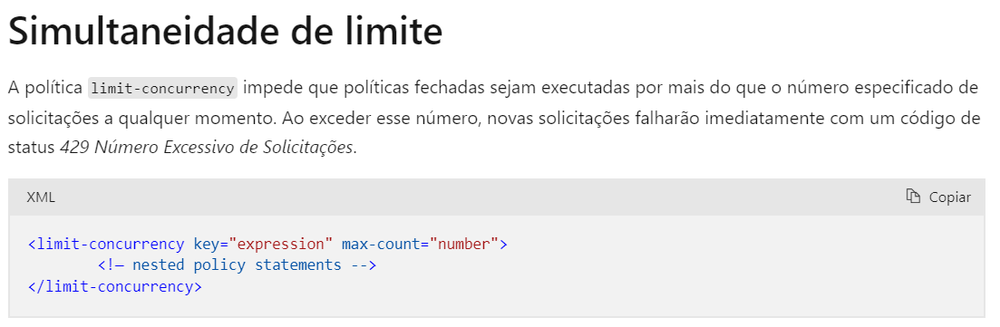 Simultaneidade de limite
A política limit-concurrency impede que políticas fechadas sejam executadas por mais do que o número especificado de
solicitações a qualquer momento. Ao exceder esse número, novas solicitações falharão imediatamente com um código de
status 429 Número Excessivo de Solicitações.
XML Copiar
<limit-concurrency key="expression" max-count="number">
<!— nested policy statements -->
</limit-concurrency>